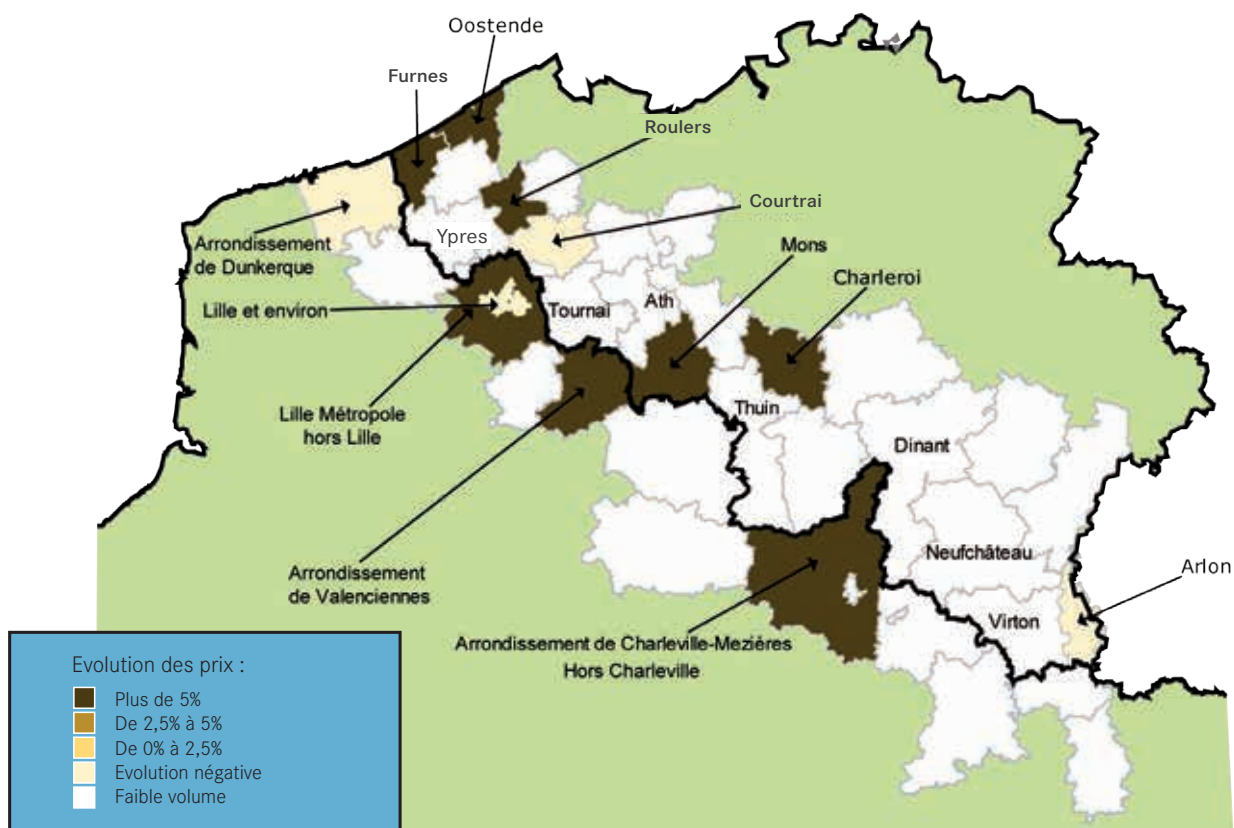 Oostende
Furnes
Roulers
Courtrai
Ypres
Arrondissement
de Dunkerque
Mons
Charleroi
Lille et environ
Tournai
Ath
Lille Métropole
hors Lille
Thuin
Dinant
Neufchâteau
Arlon
Arrondissement
de Valenciennes
Virton
Arrondissement de Charleville-Mezières
Hors Charleville
Evolution des prix :
Plus de 5%
De 2,5% à 5%
De 0% à 2,5%
Evolution négative
Faible volume